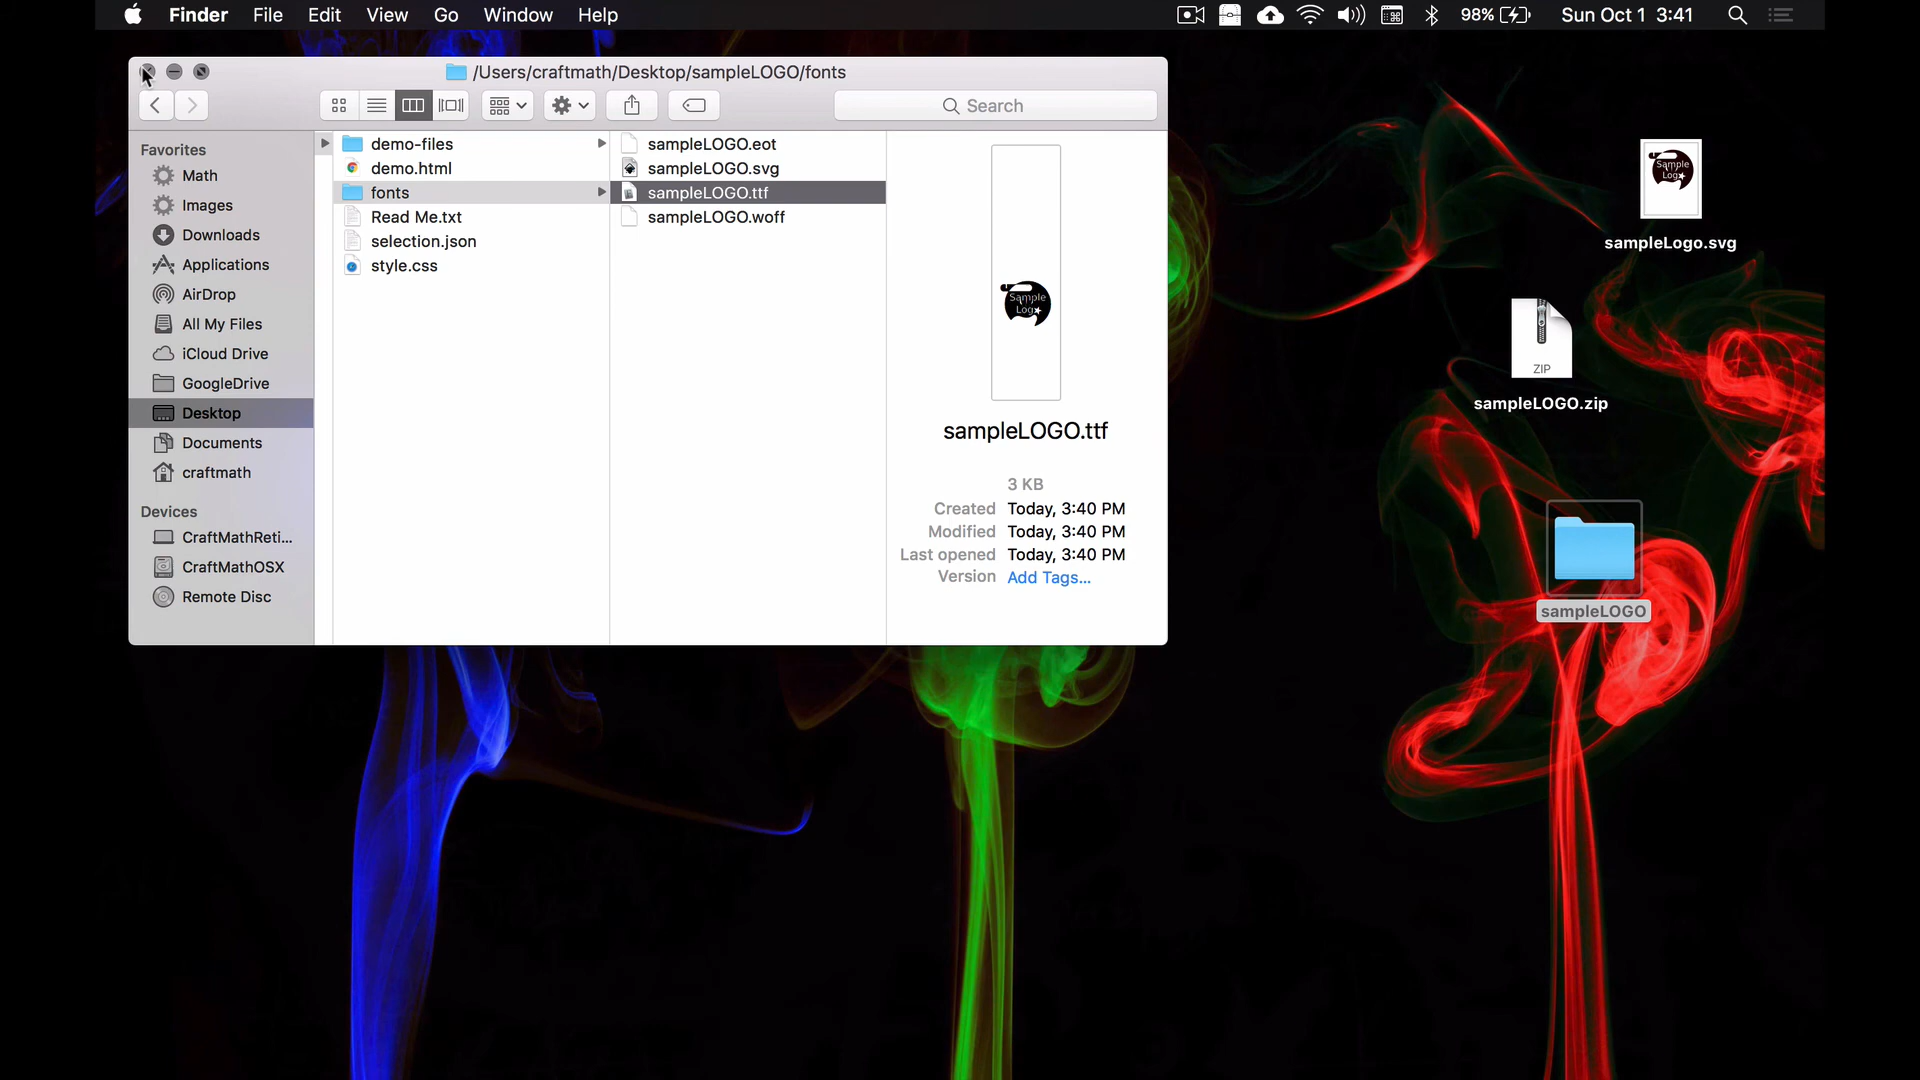 Finder File Edit View Go Window Help 98% Sun Oct 1 3:41
/Users/craftmath/Desktop/sampleLOGO/fonts
Search
Favorites
Math
Images
Downloads
Applications
AirDrop
All My Files
iCloud Drive
GoogleDrive
Desktop
Documents
craftmath
Devices
CraftMathReti...
CraftMathOSX
Remote Disc
demo-files
demo.html
fonts
Read Me.txt
selection.json
style.css
sampleLOGO.eot
sampleLOGO.svg
sampleLOGO.ttf
sampleLOGO.woff
Sample
Log
sampleLOGO.ttf
3 KB
Created Today, 3:40 PM
Modified Today, 3:40 PM
Last opened Today, 3:40 PM
Version Add Tags...
Sample
Log
sampleLogo.svg
ZIP
sampleLOGO.zip
sampleLOGO